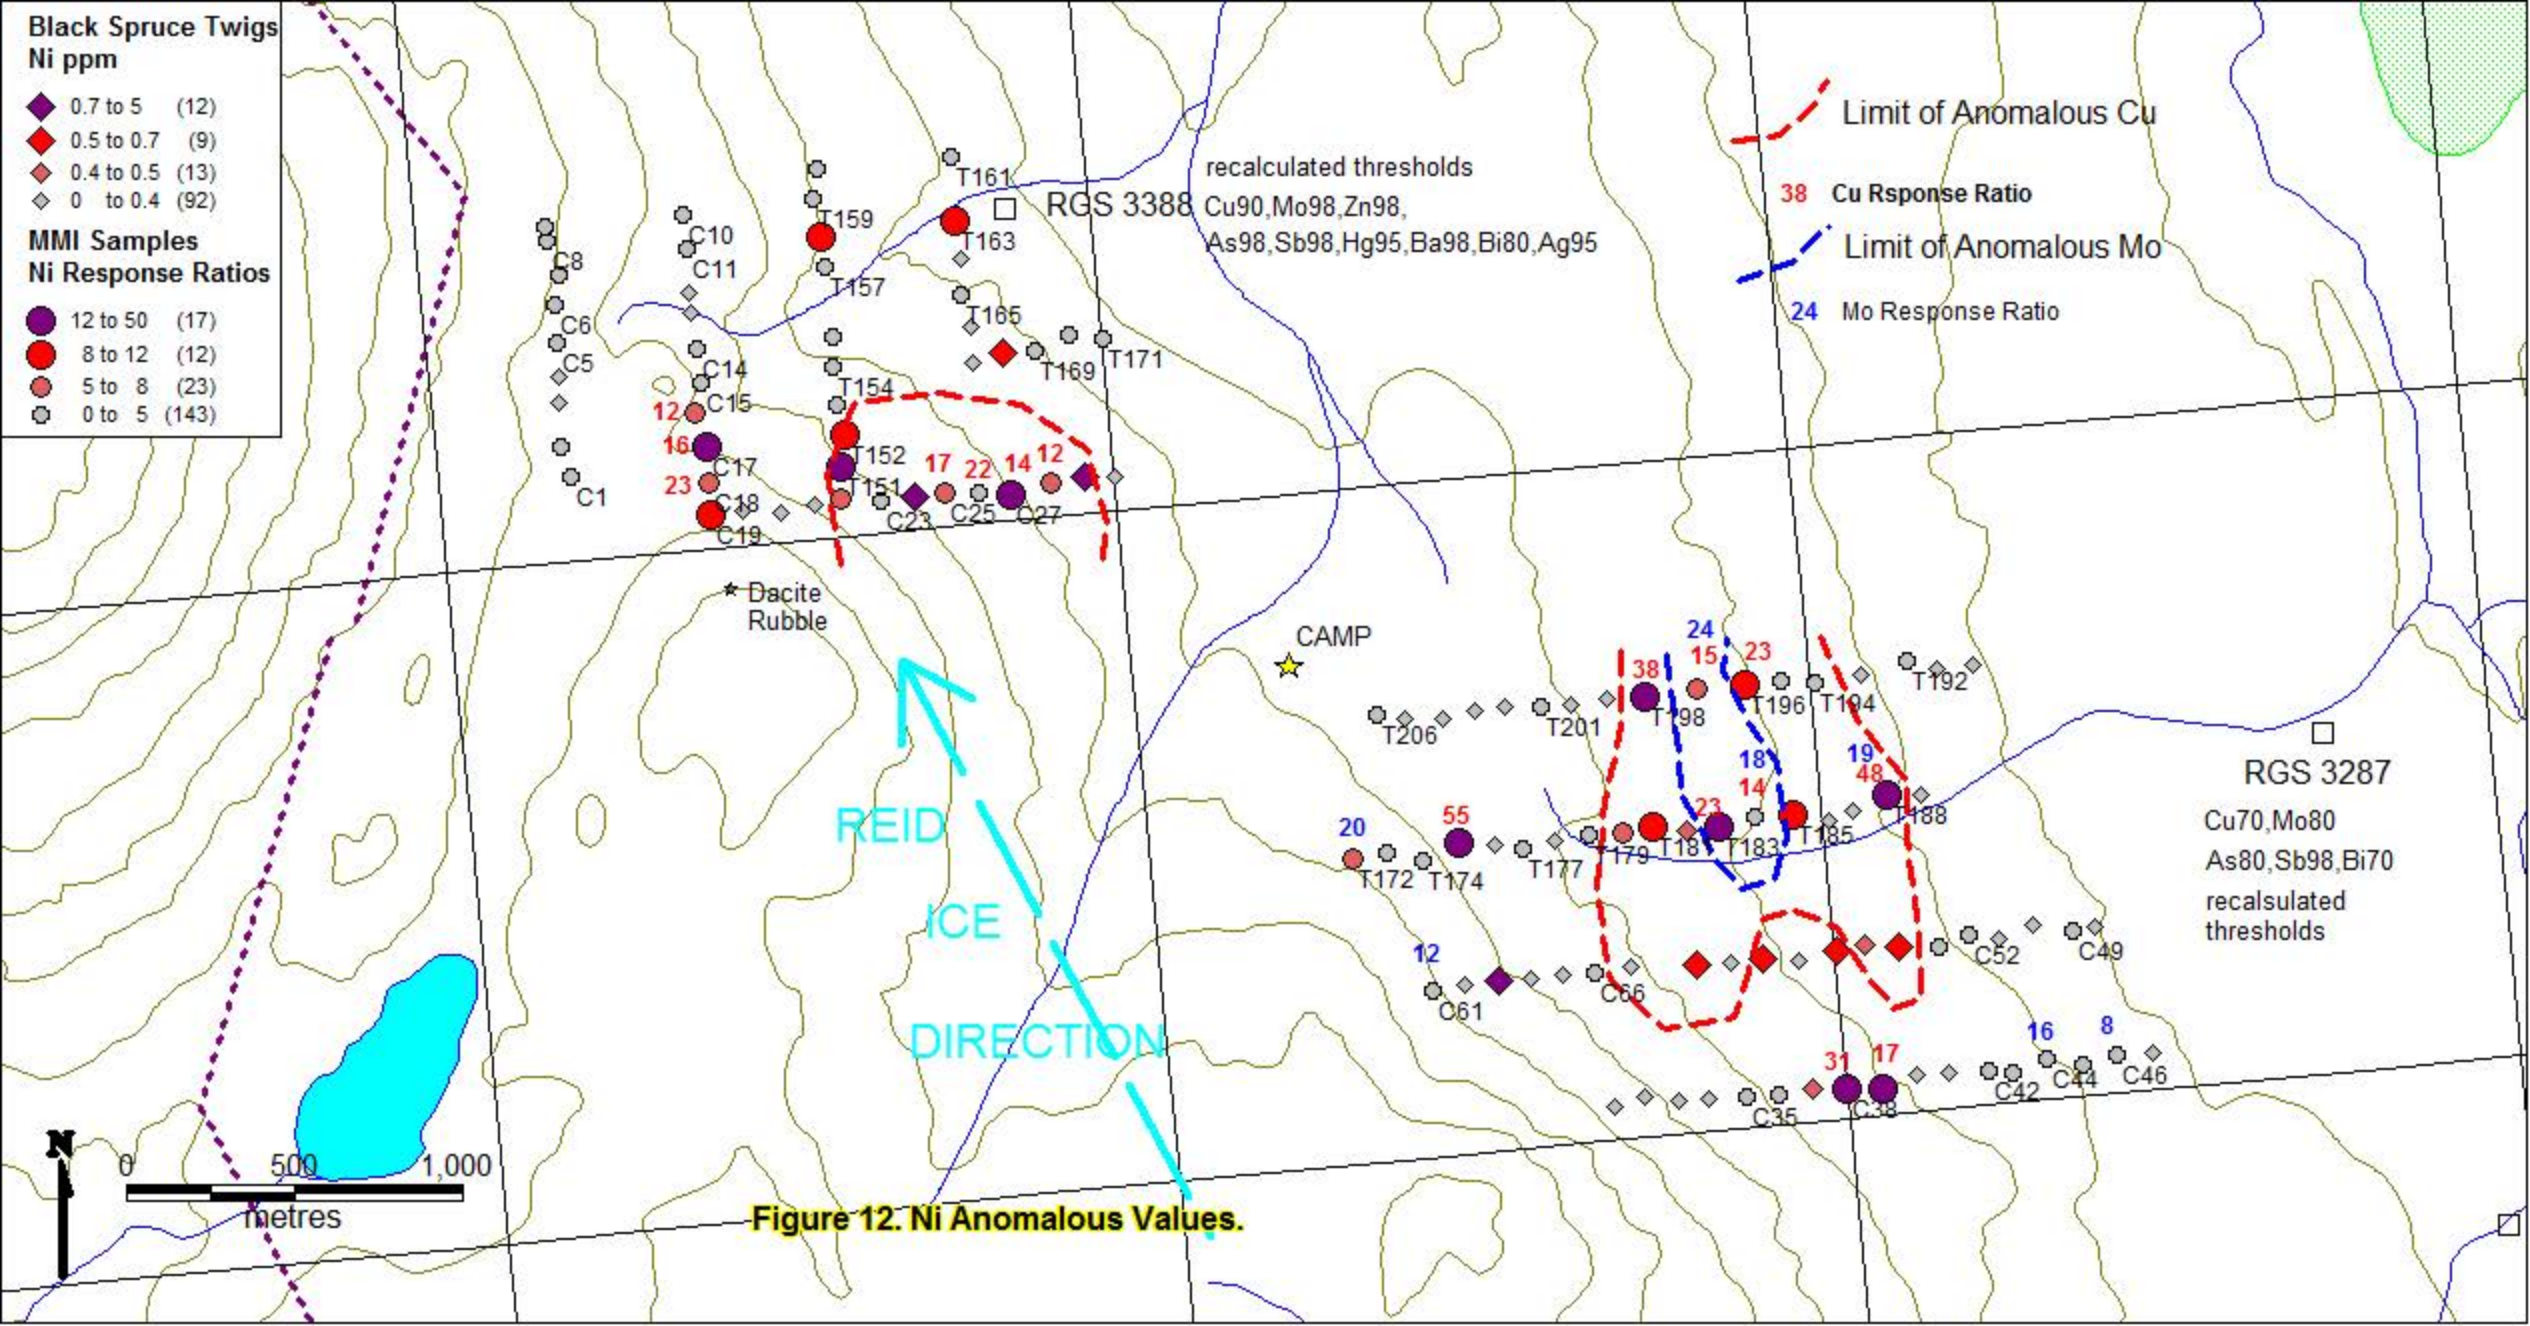 Black Spruce Twigs
Ni ppm
0.7 to 5 (12)
0.5 to 0.7 (9)
0.4 to 0.5 (13)
0 to 0.4 (92)
MMI Samples
Ni Response Ratios
12 to 50 (17)
8 to 12 (12)
5 to 8 (23)
0 to 5 (143)
Limit of Anomalous Cu
38 Cu Rsponse Ratio
Limit of Anomalous Mo
24 Mo Response Ratio
T161
RGS 3388
recalculated thresholds
Cu90,Mo98,Zn98,
As98,Sb98,Hg95,Ba98,Bi80,Ag95
T163
T159
T157
T165
T169
T171
C10
C11
C8
C6
C5
C1
C14
C15
12
16
C17
23
C18
C19
T154
T152
T151
17
22
14
12
C23
C25
C27
Dacite
Rubble
CAMP
REID
ICE
DIRECTION
24
38
15
23
T206
T201
T198
T196
T194
T192
18
19
48
14
23
55
20
T172
T174
T177
T179
T18
T183
T185
T188
RGS 3287
Cu70,Mo80
As80,Sb98,Bi70
recalsulated
thresholds
12
C61
C66
C52
C49
31
17
16
8
C35
C38
C42
C44
C46
N
0 500 1,000
metres
Figure 12. Ni Anomalous Values.